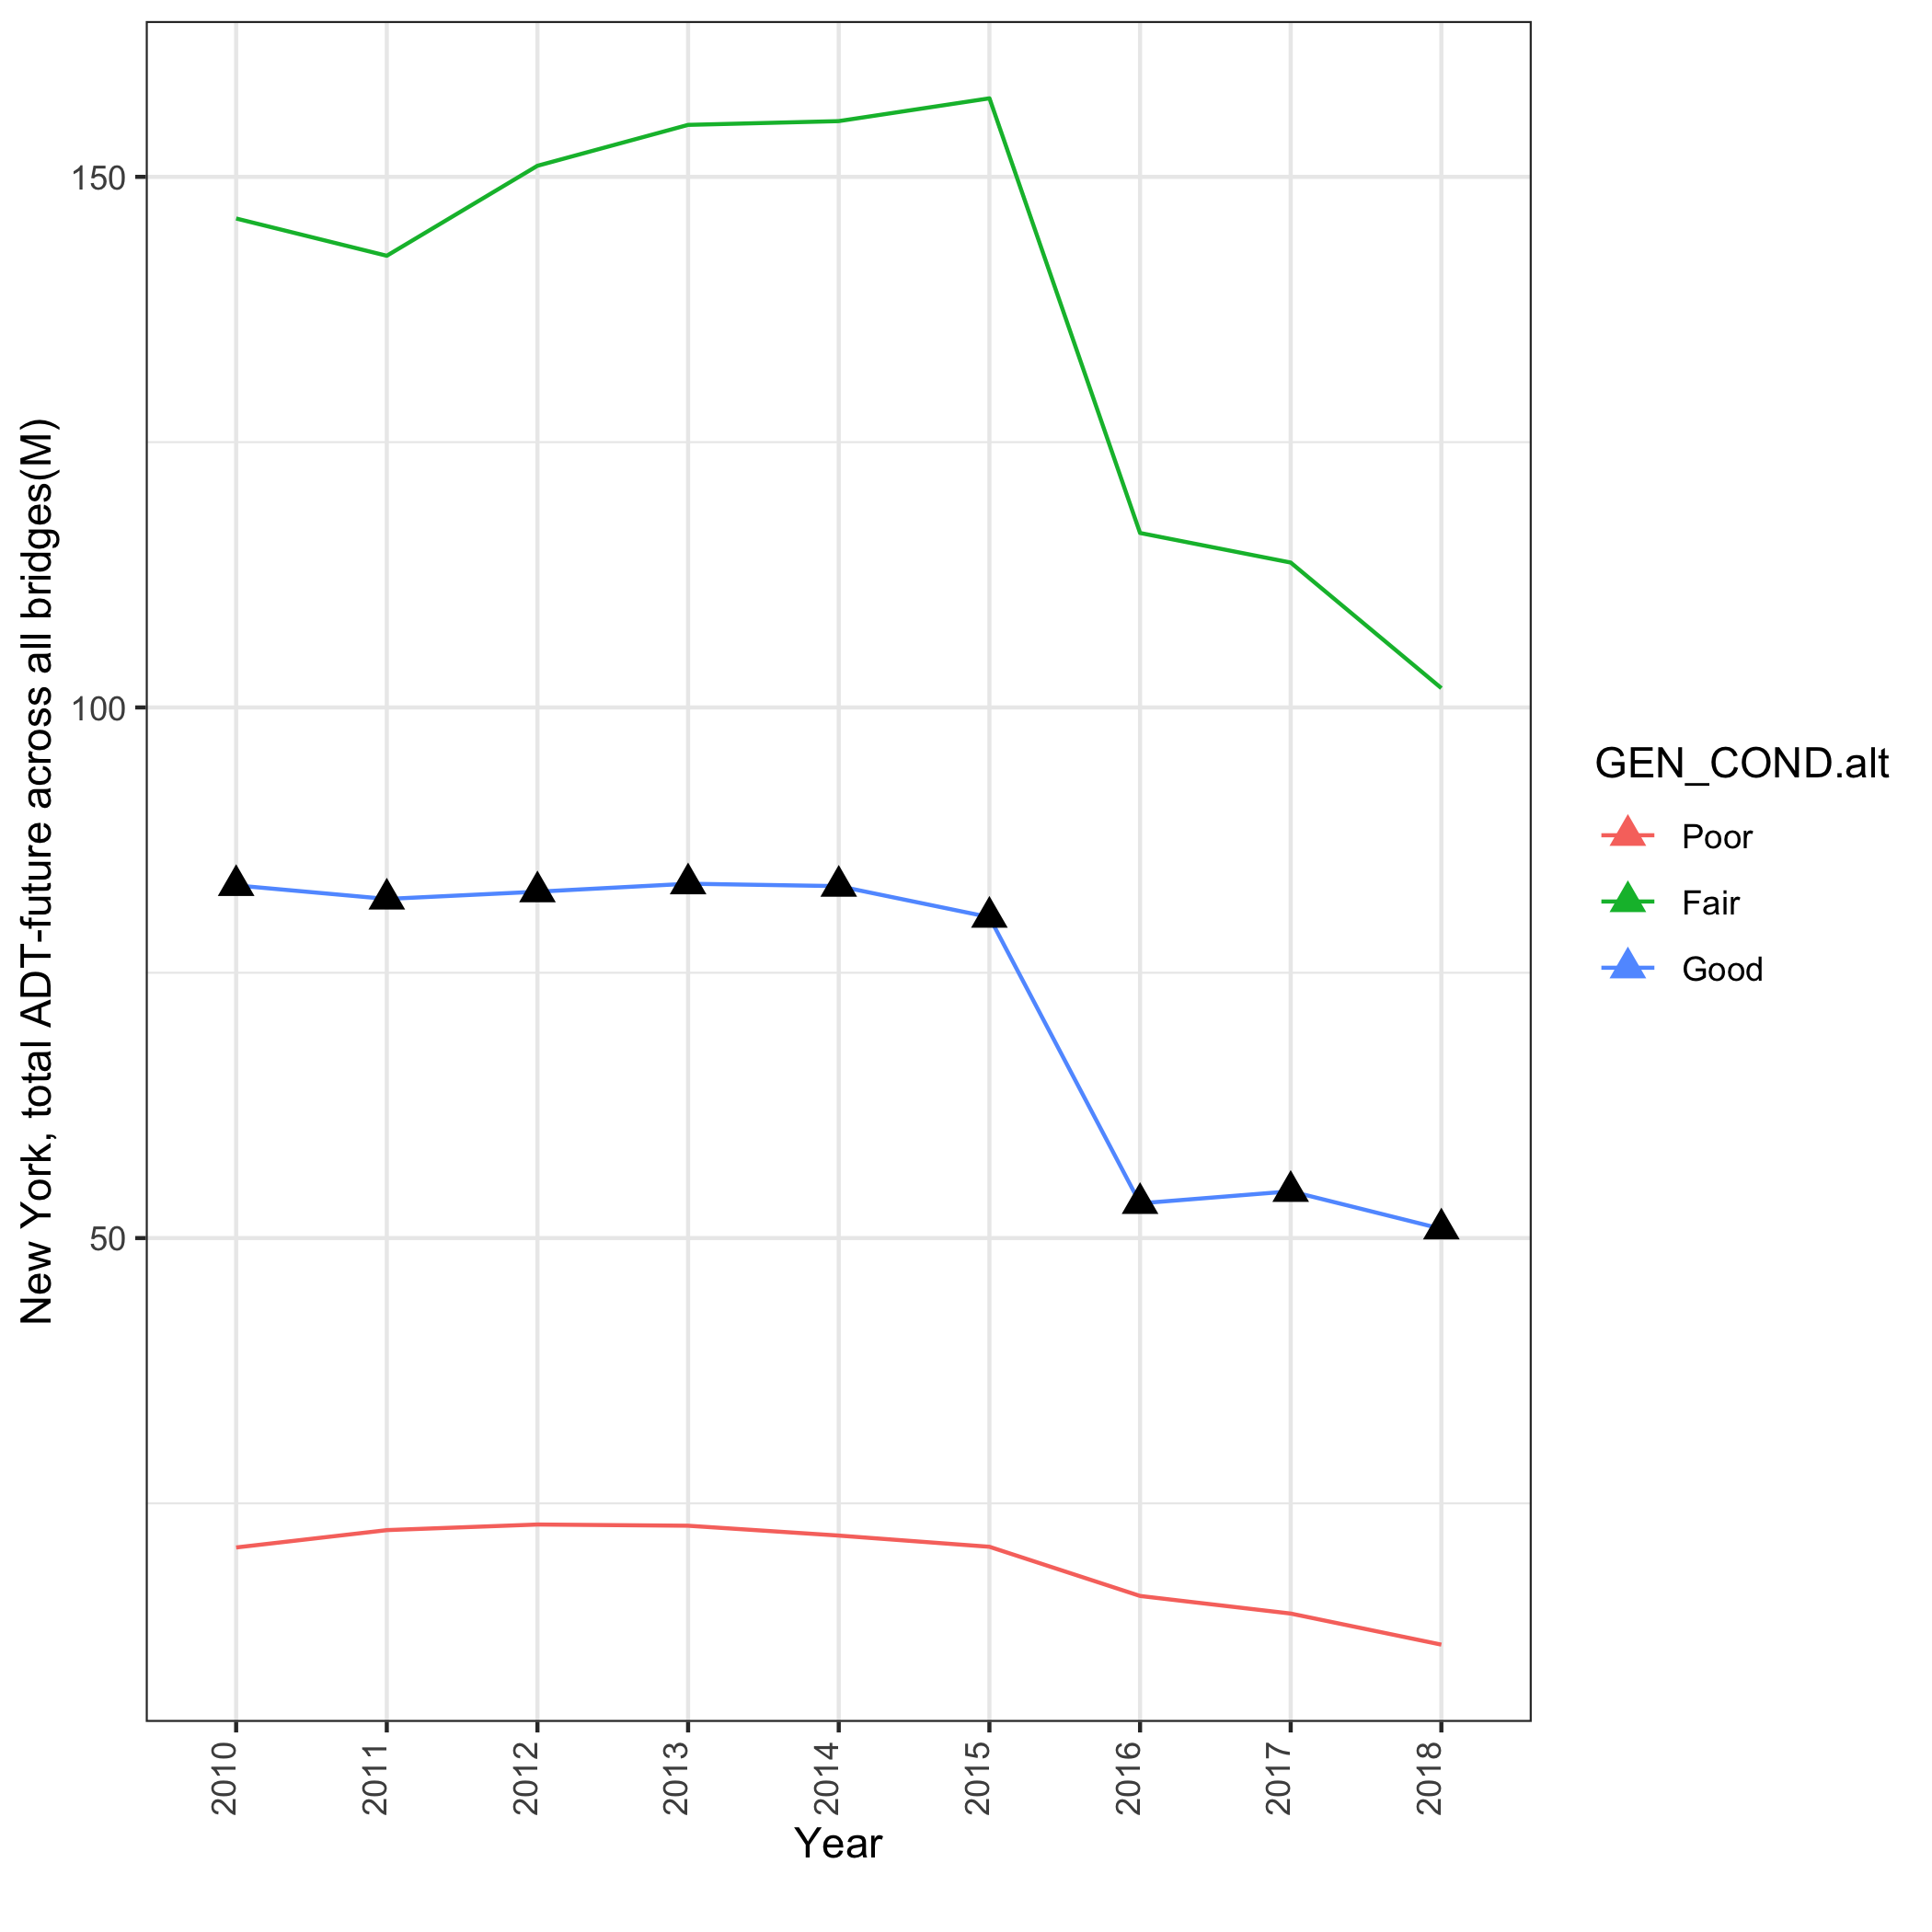 New York, total ADT-future across all bridges(M)
150
100
50
2010
2011
2012
2013
2014
2015
2016
2017
2018
Year
GEN_COND.alt
Poor
Fair
Good